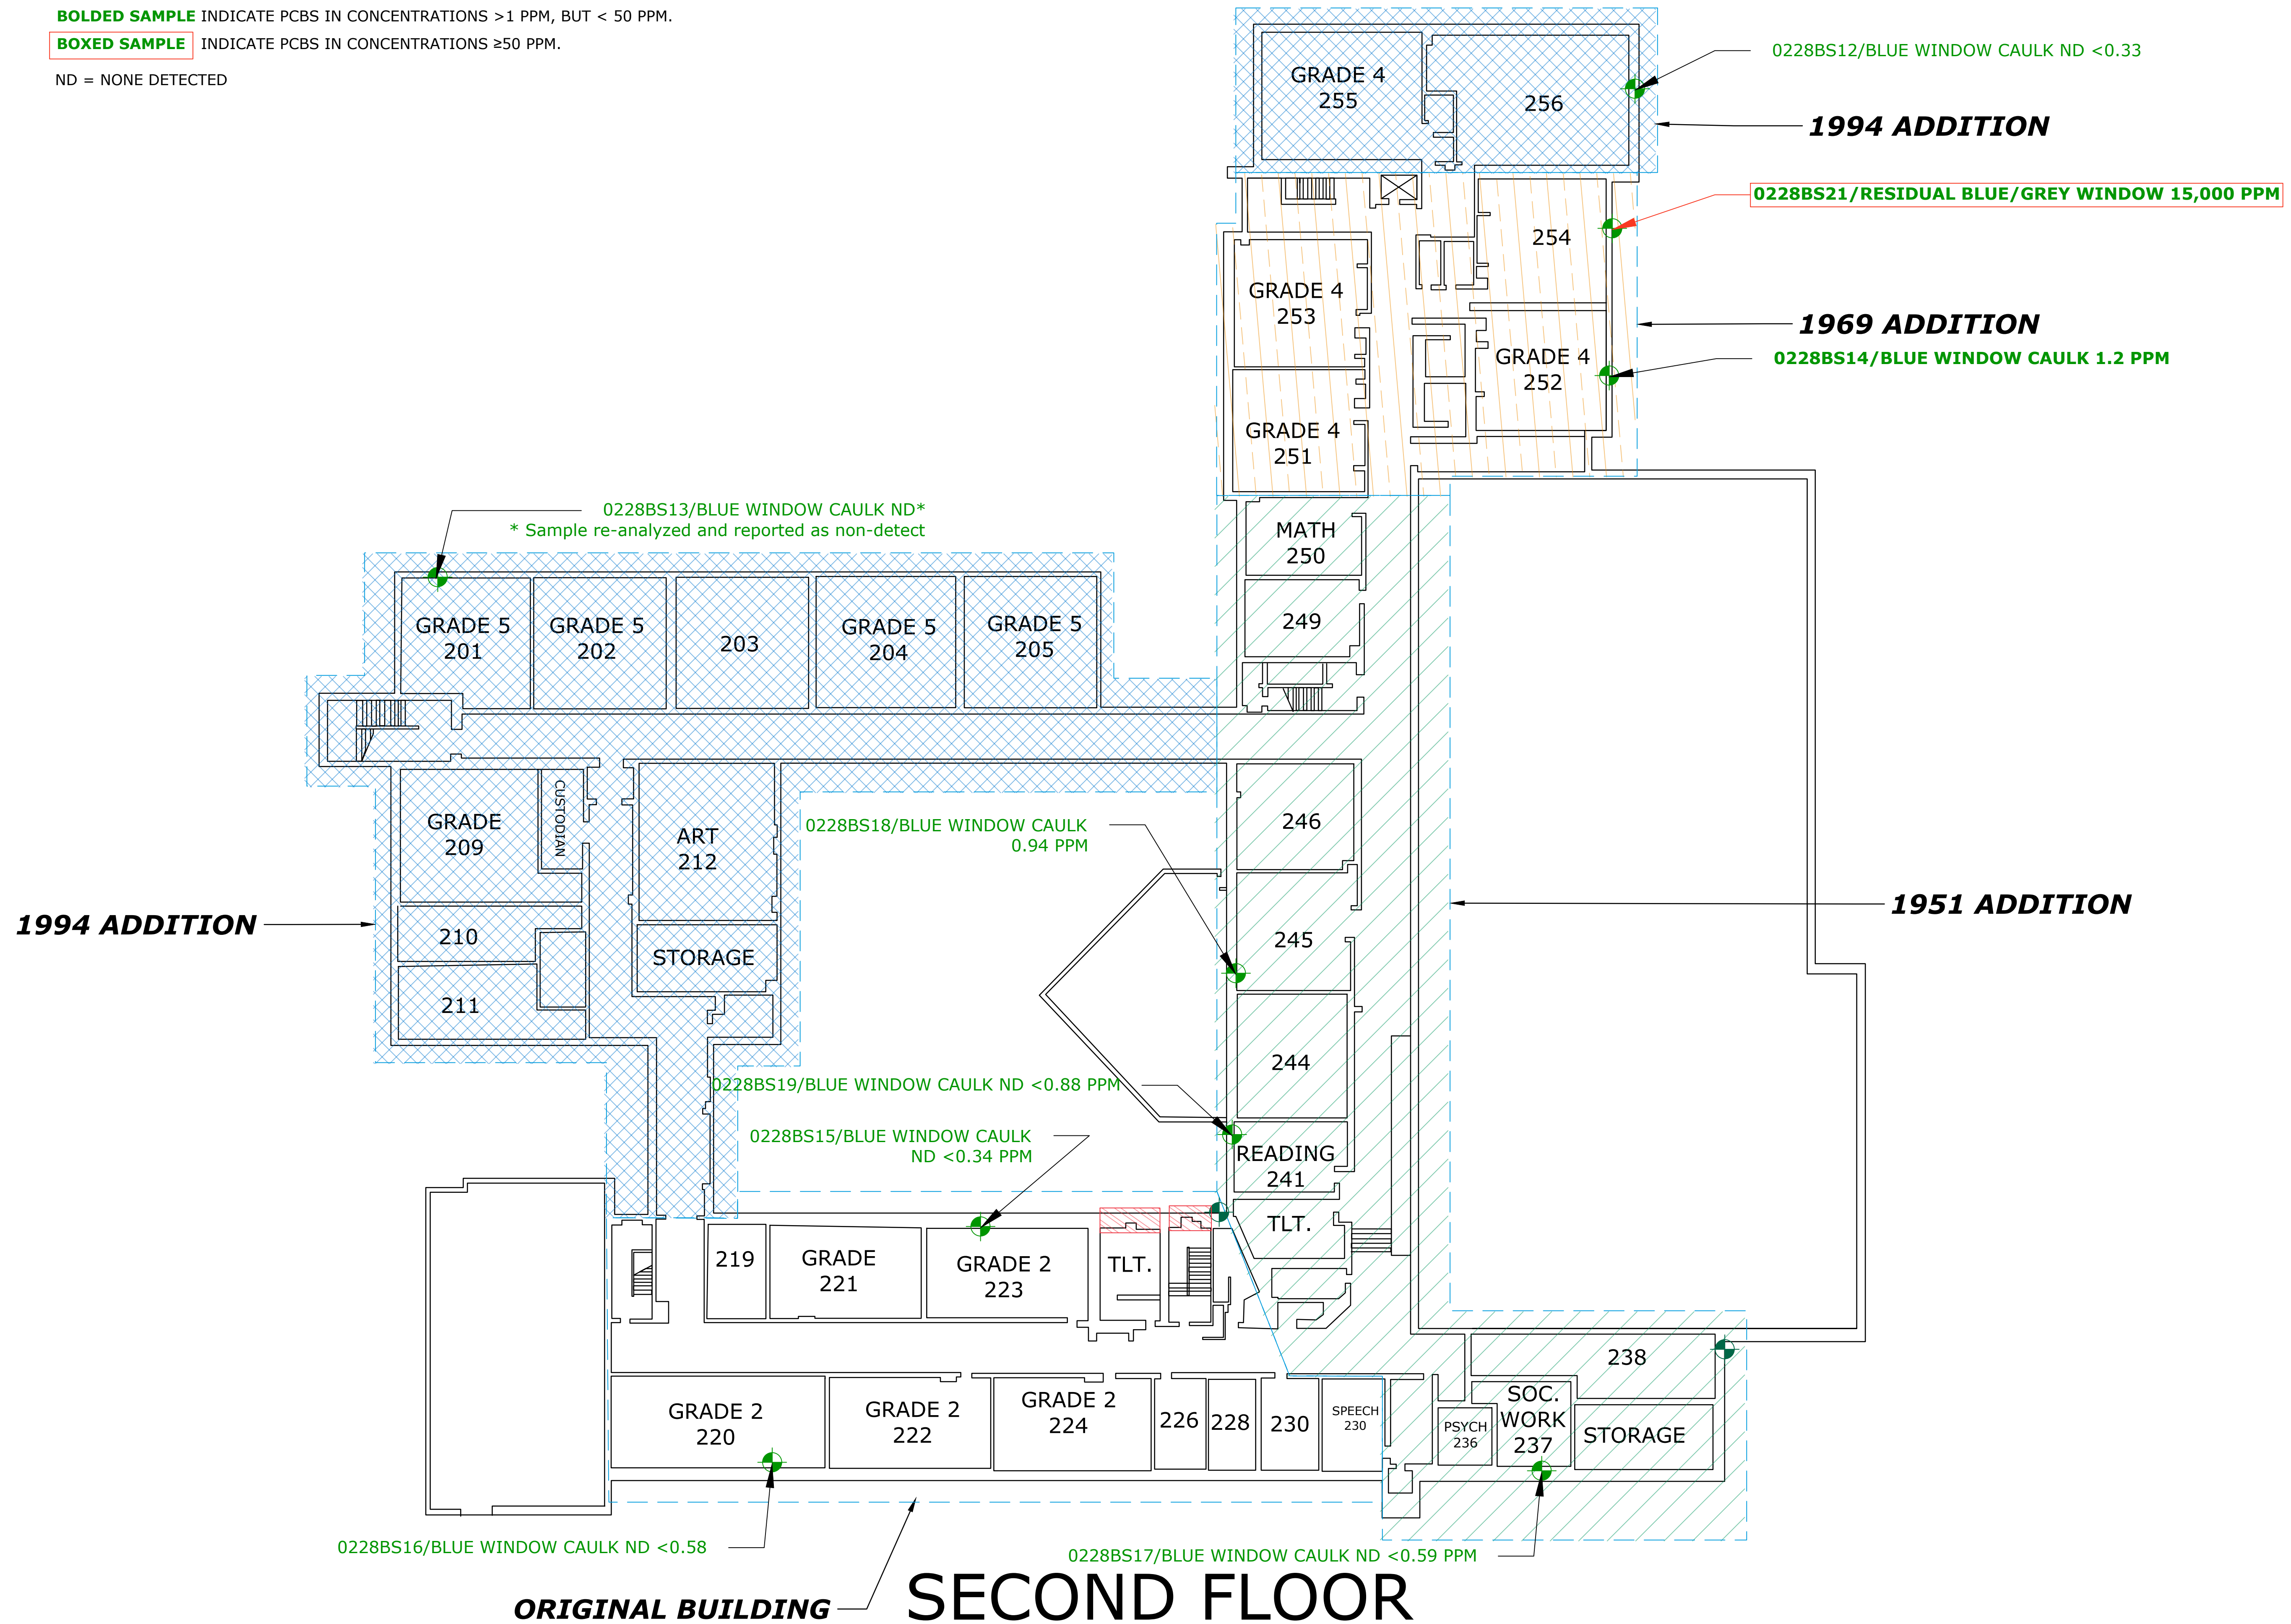 BOLDED SAMPLE INDICATE PCBS IN CONCENTRATIONS >1 PPM, BUT < 50 PPM.
BOXED SAMPLE INDICATE PCBS IN CONCENTRATIONS ≥50 PPM.
ND = NONE DETECTED
0228BS12/BLUE WINDOW CAULK ND <0.33
GRADE 4
255
256
1994 ADDITION
0228BS21/RESIDUAL BLUE/GREY WINDOW 15,000 PPM
254
GRADE 4
253
1969 ADDITION
0228BS14/BLUE WINDOW CAULK 1.2 PPM
GRADE 4
252
GRADE 4
251
0228BS13/BLUE WINDOW CAULK ND*
* Sample re-analyzed and reported as non-detect
MATH
250
249
GRADE 5
201
GRADE 5
202
203
GRADE 5
204
GRADE 5
205
GRADE
209
CUSTODIAN
ART
212
0228BS18/BLUE WINDOW CAULK
0.94 PPM
246
1994 ADDITION
210
STORAGE
245
1951 ADDITION
211
244
0228BS19/BLUE WINDOW CAULK ND <0.88 PPM
0228BS15/BLUE WINDOW CAULK
ND <0.34 PPM
READING
241
TLT.
219
GRADE
221
GRADE 2
223
TLT.
238
GRADE 2
220
GRADE 2
222
GRADE 2
224
226
228
230
SPEECH
230
PSYCH
236
SOC.
WORK
237
STORAGE
0228BS16/BLUE WINDOW CAULK ND <0.58
0228BS17/BLUE WINDOW CAULK ND <0.59 PPM
ORIGINAL BUILDING
SECOND FLOOR